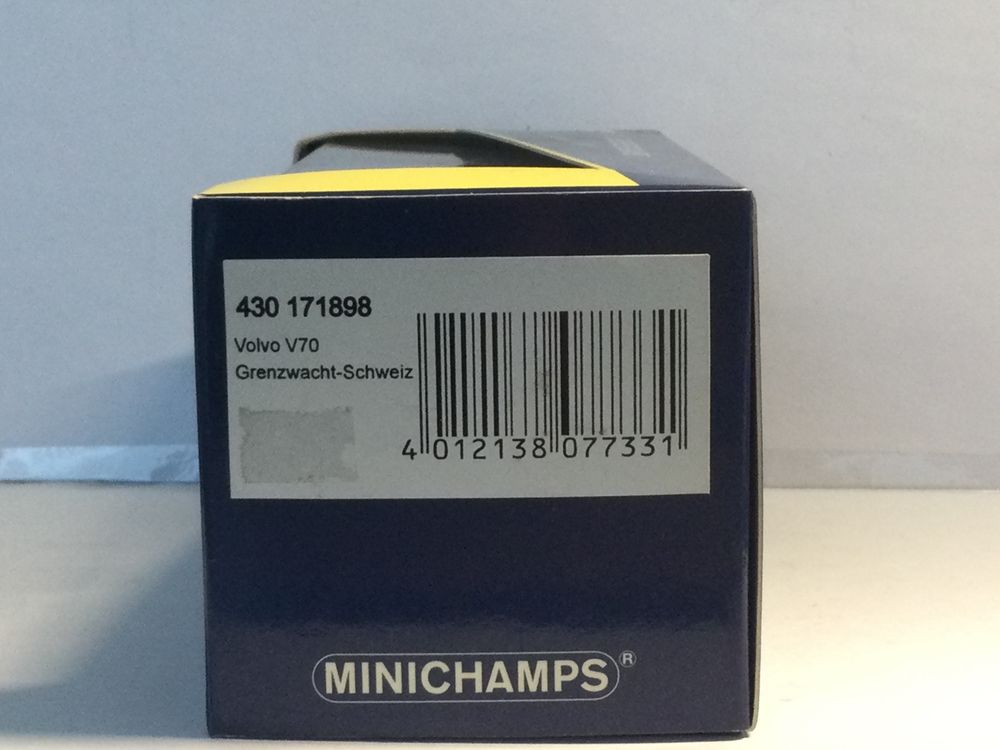 430 171898
Volvo V70
Grenzwacht-Schweiz
4 012138 077331
MINICHAMPS®